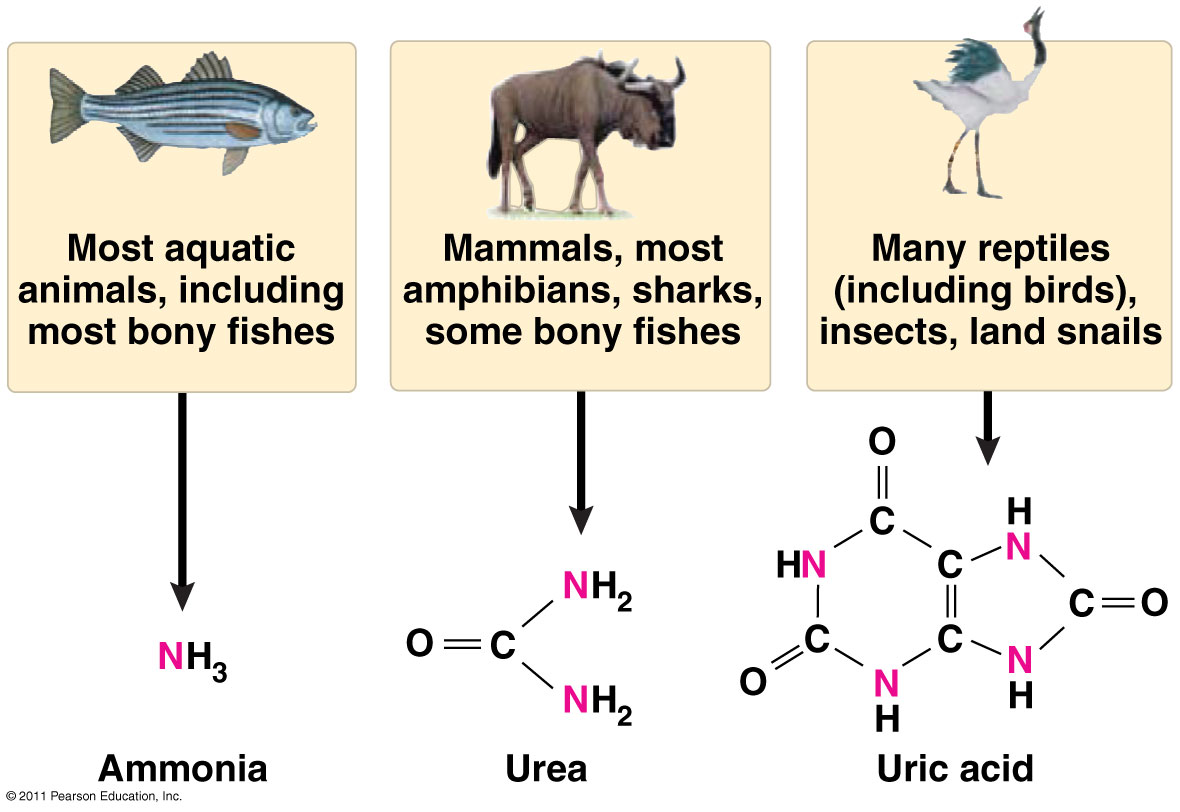 Most aquatic
animals, including
most bony fishes
Mammals, most
amphibians, sharks,
some bony fishes
Many reptiles
(including birds),
insects, land snails
NH3
O
C
NH2
NH2
O
C
HN
C
O
N
H
C
C
H
N
C
O
N
H
Ammonia
Urea
Uric acid
© 2011 Pearson Education, Inc.